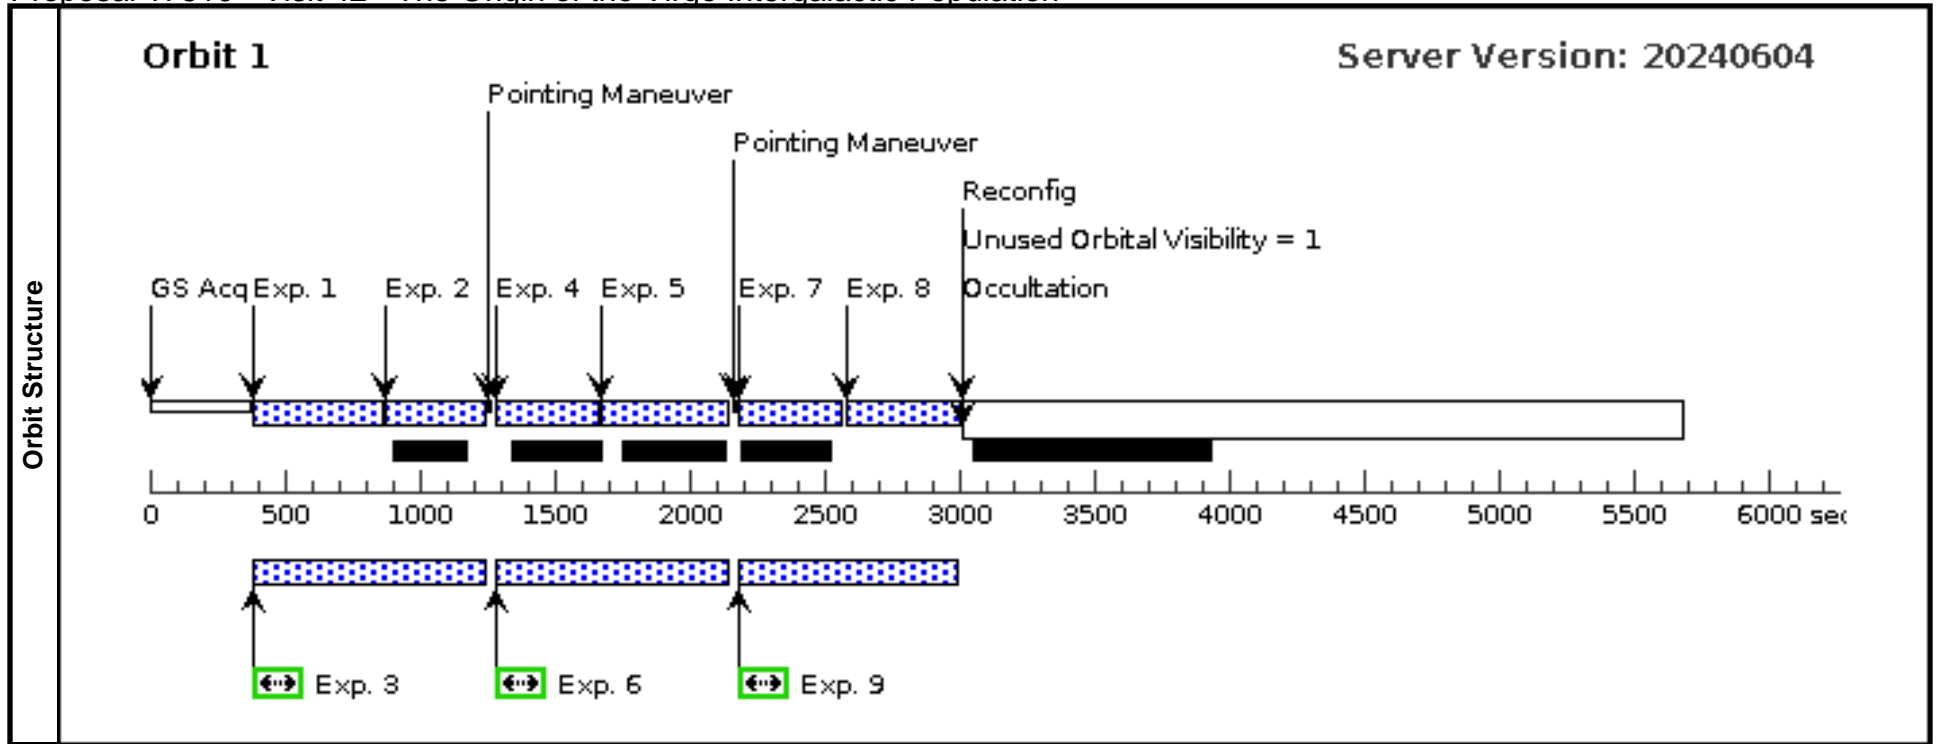 Orbit 1
Server Version: 20240604
Pointing Maneuver
Pointing Maneuver
Reconfig
Unused Orbital Visibility = 1
GS Acq Exp. 1 Exp. 2 Exp. 4 Exp. 5 Exp. 7 Exp. 8 Occultation
Orbit Structure
0 500 1000 1500 2000 2500 3000 3500 4000 4500 5000 5500 6000 sec
Exp. 3 Exp. 6 Exp. 9